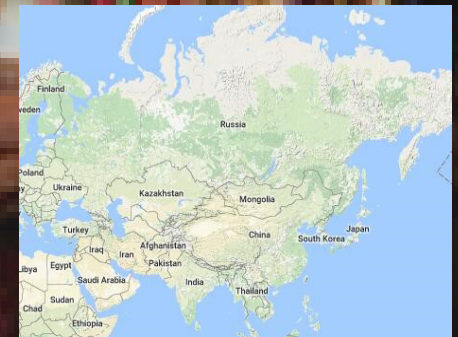 Finland
weden
Russia
Poland
Ukraine
Kazakhstan
Mongolia
Turkey
China
Japan
South Korea
Afghanistan
Iraq
Iran
Pakistan
Libya
Egypt
Saudi Arabia
India
Thailand
Chad
Sudan
Ethiopia